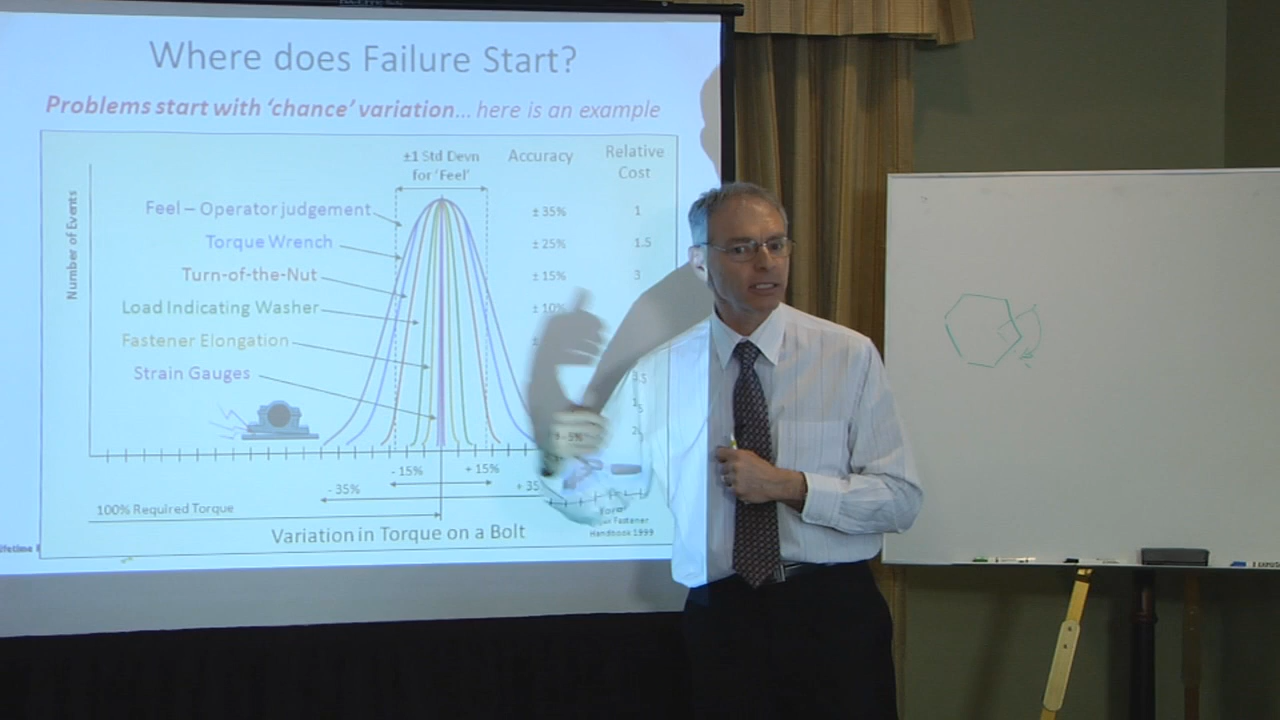 Where does Failure Start?
Problems start with 'chance' variation... here is an example
±1 Std Devn
for 'Feel'
Accuracy
Relative
Cost
Number of Events
Feel – Operator judgement
± 35%
1
Torque Wrench
± 25%
1.5
Turn-of-the-Nut
± 15%
3
Load Indicating Washer
± 10%
Fastener Elongation
Strain Gauges
- 15%
+ 15%
- 35%
+ 35
100% Required Torque
Fastener
Handbook 1999
Variation in Torque on a Bolt